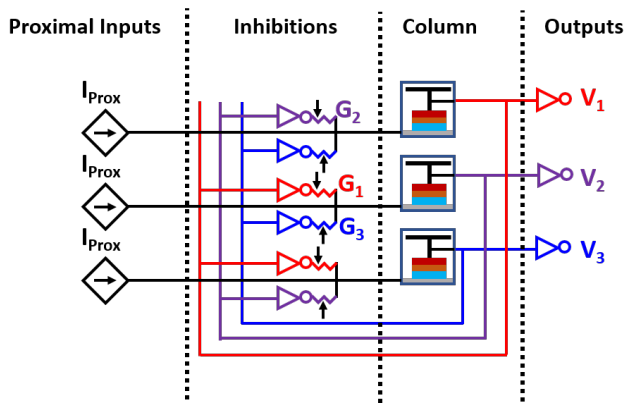 Proximal Inputs
Inhibitions
Column
Outputs
I_Prox
G_2
V_1
I_Prox
G_1
V_2
G_3
I_Prox
V_3